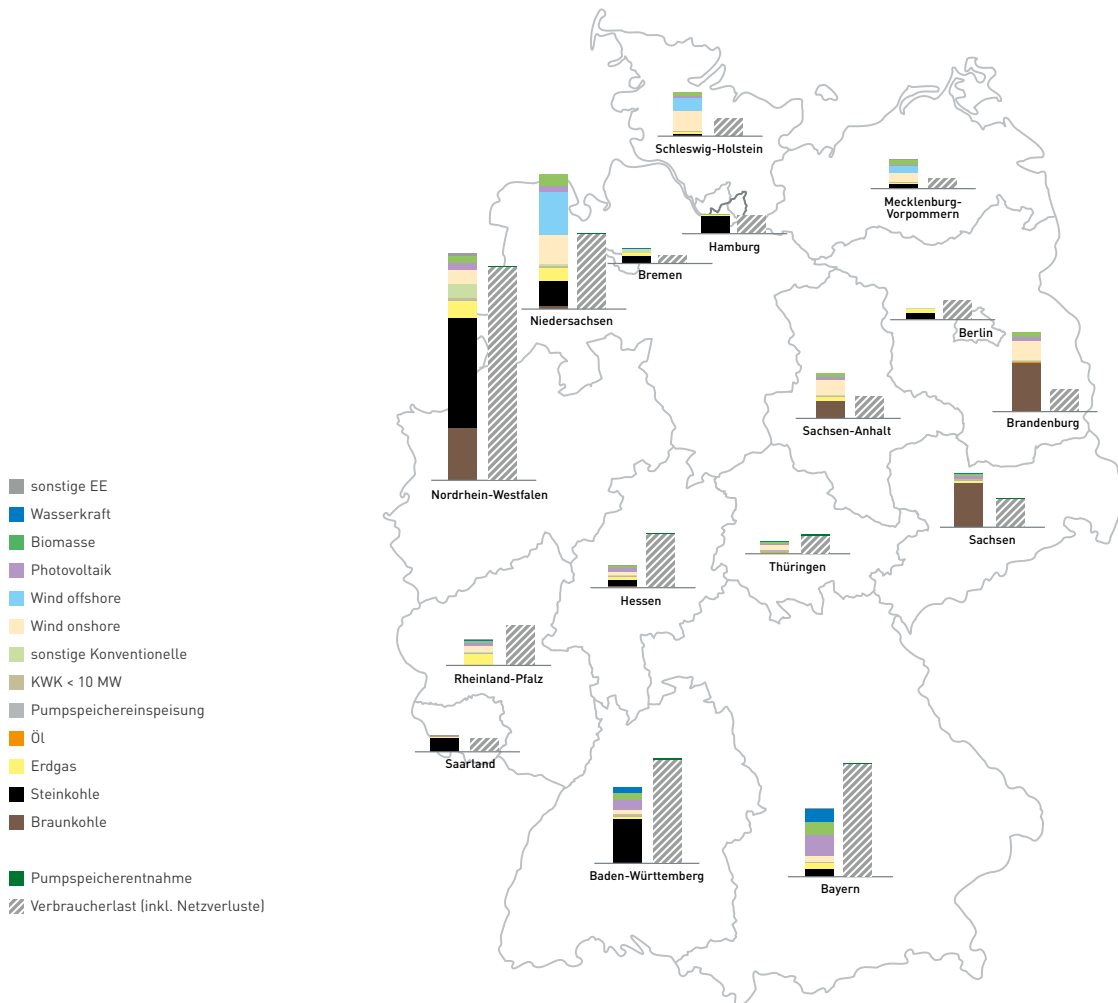 Schleswig-Holstein
Mecklenburg-
Vorpommern
Hamburg
Bremen
Niedersachsen
Berlin
Brandenburg
Sachsen-Anhalt
Nordrhein-Westfalen
Sachsen
Thüringen
Hessen
Rheinland-Pfalz
Saarland
Baden-Württemberg
Bayern
sonstige EE
Wasserkraft
Biomasse
Photovoltaik
Wind offshore
Wind onshore
sonstige Konventionelle
KWK < 10 MW
Pumpspeichereinspeisung
Öl
Erdgas
Steinkohle
Braunkohle
Pumpspeicherentnahme
Verbraucherlast (inkl. Netzverluste)